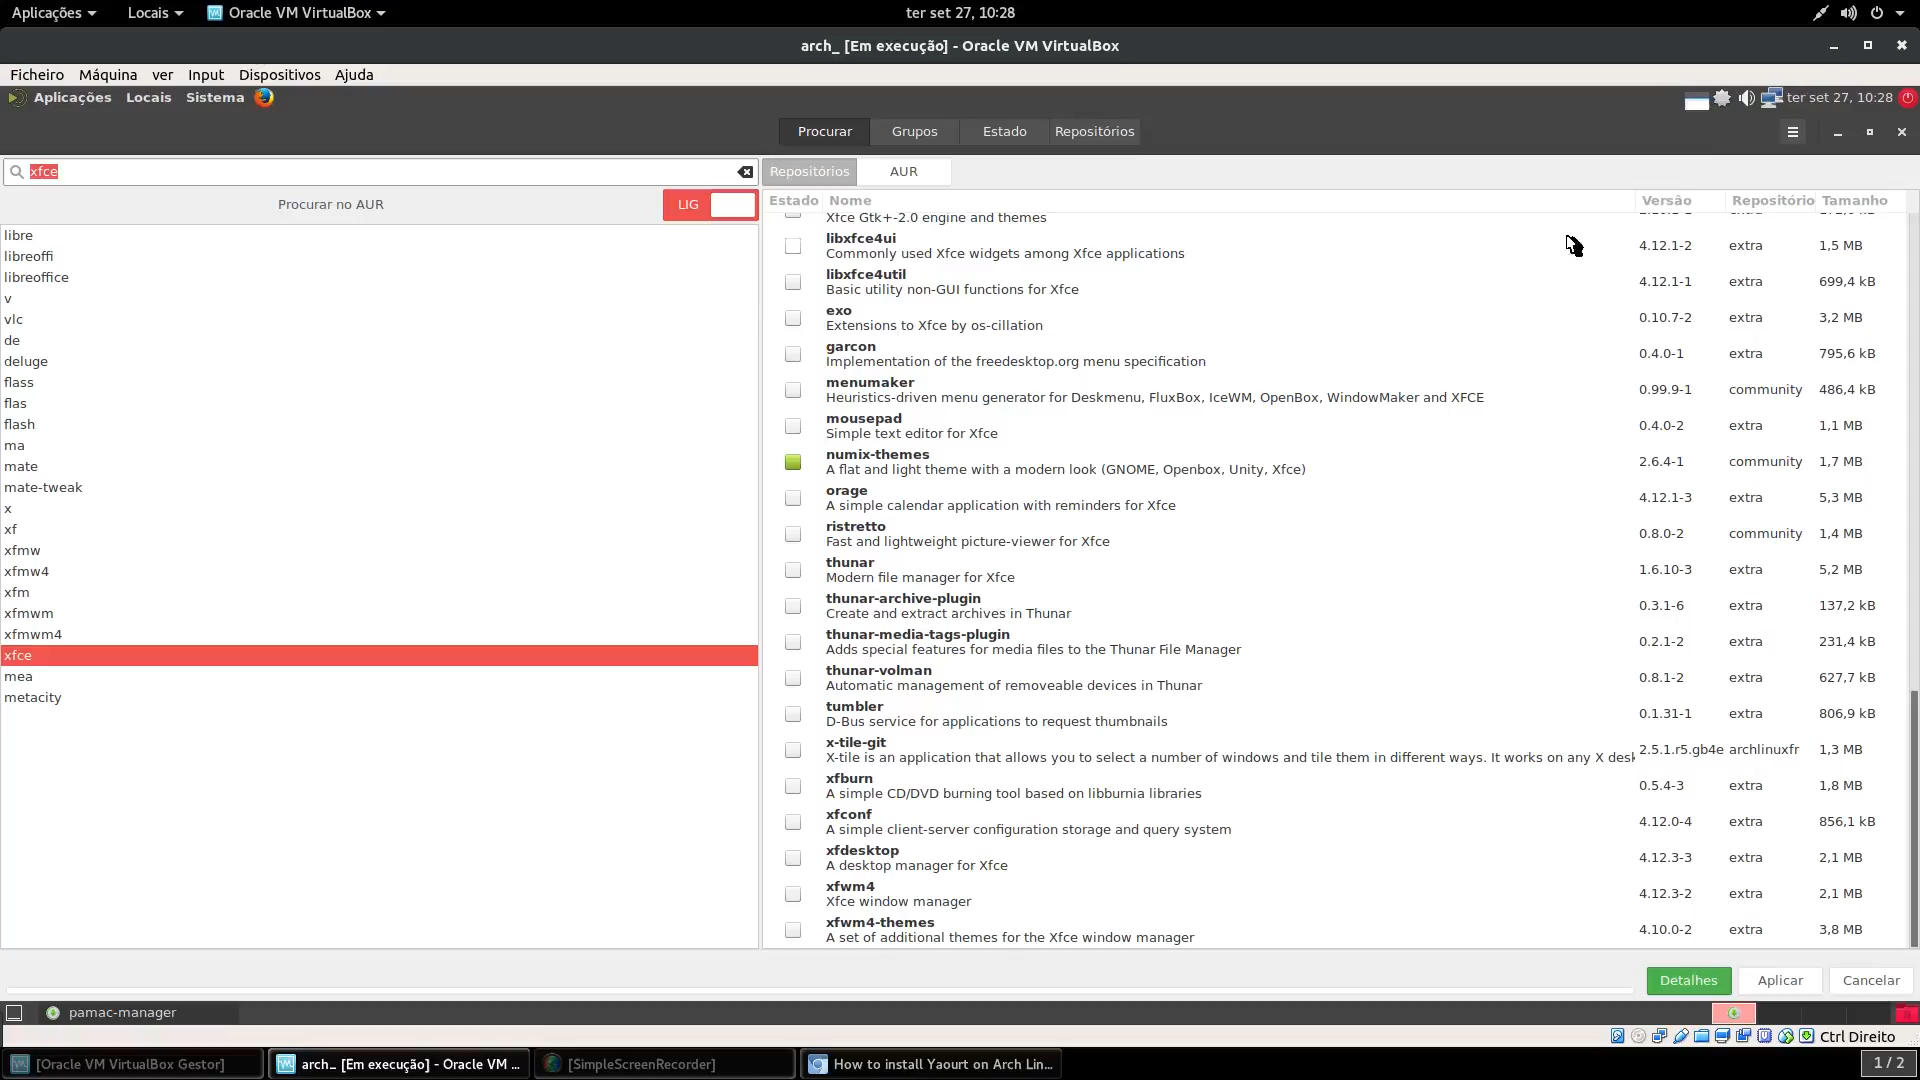 Aplicações Locais Oracle VM VirtualBox ter set 27, 10:28
arch_ [Em execução] - Oracle VM VirtualBox
Ficheiro Máquina ver Input Dispositivos Ajuda
Aplicações Locais Sistema ter set 27, 10:28
Procurar Grupos Estado Repositórios
xfce Repositórios AUR
Procurar no AUR LIG
libre
libreoffi
libreoffice
v
vlc
de
deluge
flass
flas
flash
ma
mate
mate-tweak
x
xf
xfmw
xfmw4
xfm
xfmwm
xfmwm4
xfce
mea
metacity
Estado Nome Versão Repositório Tamanho
Xfce Gtk+-2.0 engine and themes
libxfce4ui
Commonly used Xfce widgets among Xfce applications
4.12.1-2 extra 1,5 MB
libxfce4util
Basic utility non-GUI functions for Xfce
4.12.1-1 extra 699,4 kB
exo
Extensions to Xfce by os-cillation
0.10.7-2 extra 3,2 MB
garcon
Implementation of the freedesktop.org menu specification
0.4.0-1 extra 795,6 kB
menumaker
Heuristics-driven menu generator for Deskmenu, FluxBox, IceWM, OpenBox, WindowMaker and XFCE
0.99.9-1 community 486,4 kB
mousepad
Simple text editor for Xfce
0.4.0-2 extra 1,1 MB
numix-themes
A flat and light theme with a modern look (GNOME, Openbox, Unity, Xfce)
2.6.4-1 community 1,7 MB
orage
A simple calendar application with reminders for Xfce
4.12.1-3 extra 5,3 MB
ristretto
Fast and lightweight picture-viewer for Xfce
0.8.0-2 community 1,4 MB
thunar
Modern file manager for Xfce
1.6.10-3 extra 5,2 MB
thunar-archive-plugin
Create and extract archives in Thunar
0.3.1-6 extra 137,2 kB
thunar-media-tags-plugin
Adds special features for media files to the Thunar File Manager
0.2.1-2 extra 231,4 kB
thunar-volman
Automatic management of removeable devices in Thunar
0.8.1-2 extra 627,7 kB
tumbler
D-Bus service for applications to request thumbnails
0.1.31-1 extra 806,9 kB
x-tile-git
X-tile is an application that allows you to select a number of windows and tile them in different ways. It works on any X desk
2.5.1.r5.gb4e archlinuxfr 1,3 MB
xfburn
A simple CD/DVD burning tool based on libburnia libraries
0.5.4-3 extra 1,8 MB
xfconf
A simple client-server configuration storage and query system
4.12.0-4 extra 856,1 kB
xfdesktop
A desktop manager for Xfce
4.12.3-3 extra 2,1 MB
xfwm4
Xfce window manager
4.12.3-2 extra 2,1 MB
xfwm4-themes
A set of additional themes for the Xfce window manager
4.10.0-2 extra 3,8 MB
Detalhes Aplicar Cancelar
pamac-manager
Ctrl Direito
[Oracle VM VirtualBox Gestor] arch_ [Em execução] - Oracle VM ... [SimpleScreenRecorder] How to install Yaourt on Arch Lin... 1 / 2